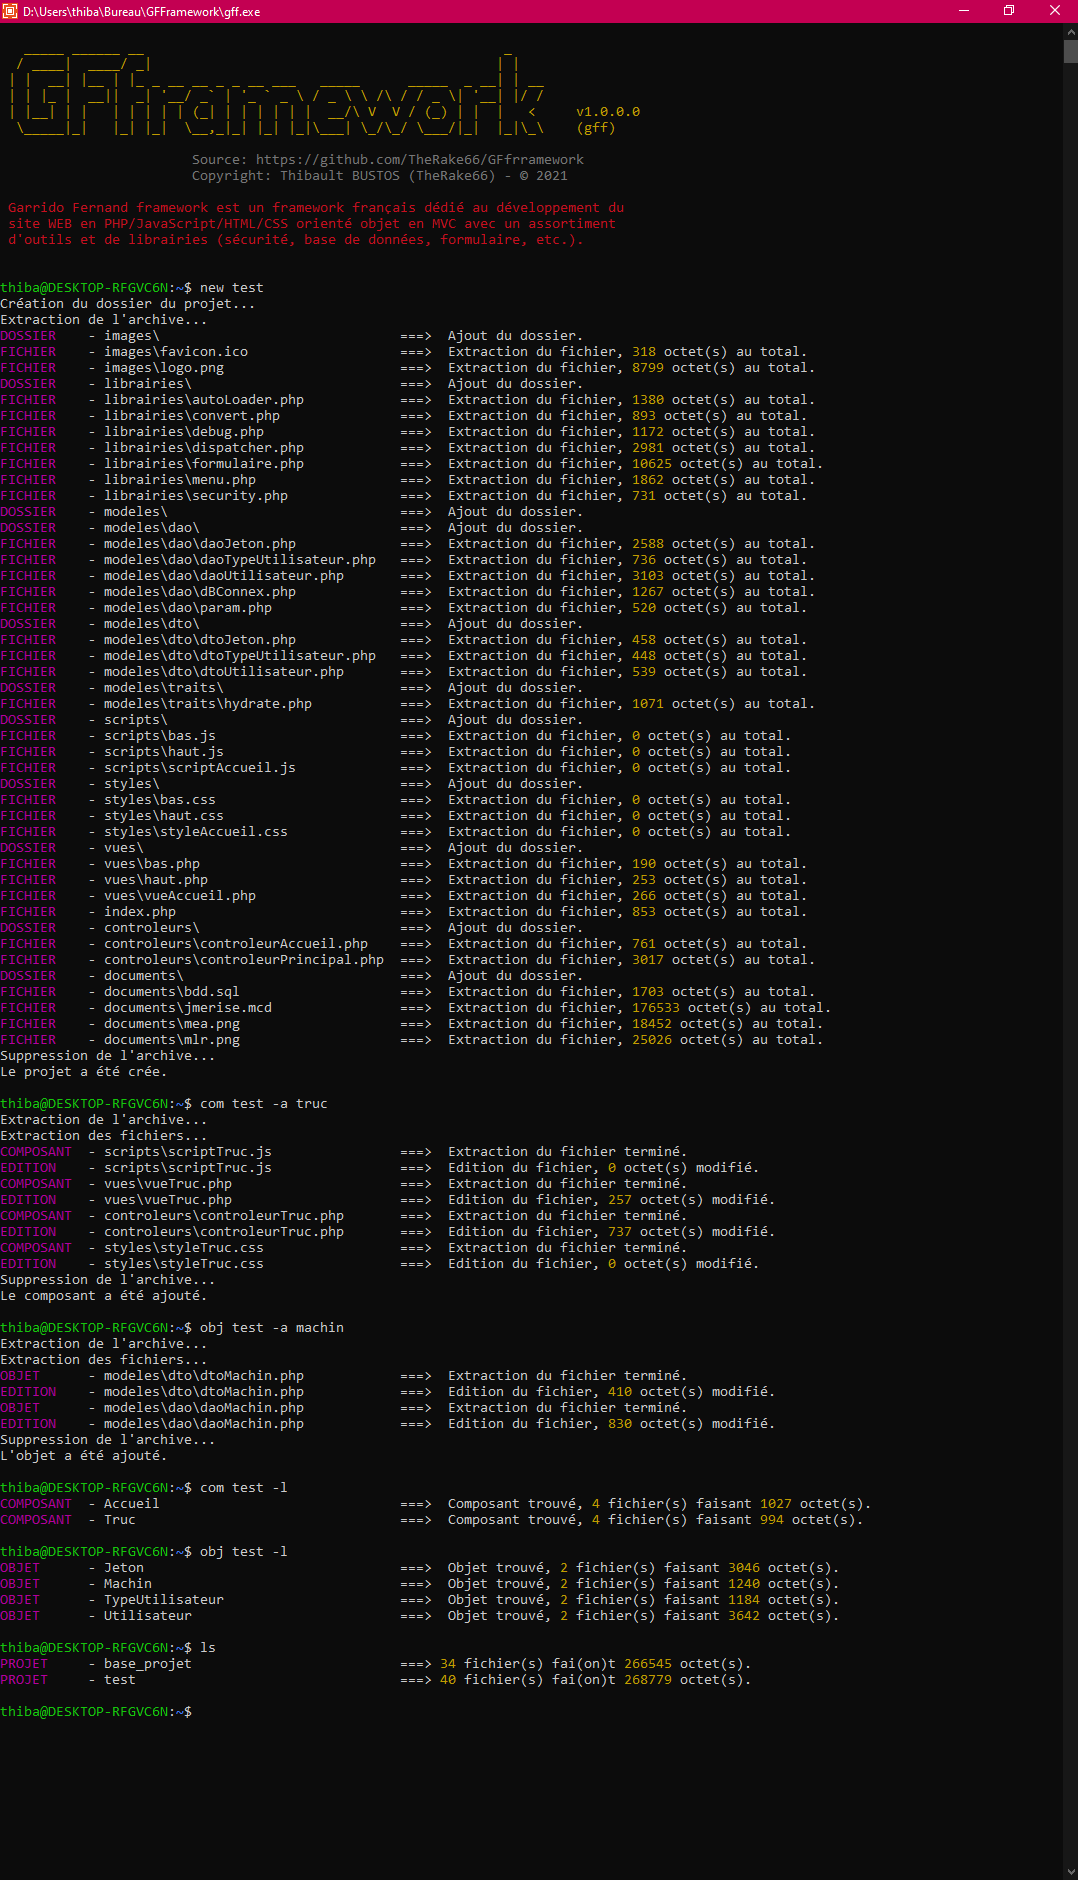 D:\Users\thiba\Bureau\GFFramework\gff.exe
GFframework
v1.0.0.0
(gff)
Source: https://github.com/TheRake66/GFfrramework
Copyright: Thibault BUSTOS (TheRake66) - © 2021
Garrido Fernand framework est un framework français dédié au développement du
site WEB en PHP/JavaScript/HTML/CSS orienté objet en MVC avec un assortiment
d'outils et de librairies (sécurité, base de données, formulaire, etc.).
thiba@DESKTOP-RFGVC6N:~$ new test
Création du dossier du projet...
Extraction de l'archive...
DOSSIER - images\ ===> Ajout du dossier.
FICHIER - images\favicon.ico ===> Extraction du fichier, 318 octet(s) au total.
FICHIER - images\logo.png ===> Extraction du fichier, 8799 octet(s) au total.
DOSSIER - librairies\ ===> Ajout du dossier.
FICHIER - librairies\autoLoader.php ===> Extraction du fichier, 1380 octet(s) au total.
FICHIER - librairies\convert.php ===> Extraction du fichier, 893 octet(s) au total.
FICHIER - librairies\debug.php ===> Extraction du fichier, 1172 octet(s) au total.
FICHIER - librairies\dispatcher.php ===> Extraction du fichier, 2981 octet(s) au total.
FICHIER - librairies\formulaire.php ===> Extraction du fichier, 10625 octet(s) au total.
FICHIER - librairies\menu.php ===> Extraction du fichier, 1862 octet(s) au total.
FICHIER - librairies\security.php ===> Extraction du fichier, 731 octet(s) au total.
DOSSIER - modeles\ ===> Ajout du dossier.
DOSSIER - modeles\dao\ ===> Ajout du dossier.
FICHIER - modeles\dao\daoJeton.php ===> Extraction du fichier, 2588 octet(s) au total.
FICHIER - modeles\dao\daoTypeUtilisateur.php ===> Extraction du fichier, 736 octet(s) au total.
FICHIER - modeles\dao\daoUtilisateur.php ===> Extraction du fichier, 3103 octet(s) au total.
FICHIER - modeles\dao\dBConnex.php ===> Extraction du fichier, 1267 octet(s) au total.
FICHIER - modeles\dao\param.php ===> Extraction du fichier, 520 octet(s) au total.
DOSSIER - modeles\dto\ ===> Ajout du dossier.
FICHIER - modeles\dto\dtoJeton.php ===> Extraction du fichier, 458 octet(s) au total.
FICHIER - modeles\dto\dtoTypeUtilisateur.php ===> Extraction du fichier, 448 octet(s) au total.
FICHIER - modeles\dto\dtoUtilisateur.php ===> Extraction du fichier, 539 octet(s) au total.
DOSSIER - modeles\traits\ ===> Ajout du dossier.
FICHIER - modeles\traits\hydrate.php ===> Extraction du fichier, 1071 octet(s) au total.
DOSSIER - scripts\ ===> Ajout du dossier.
FICHIER - scripts\bas.js ===> Extraction du fichier, 0 octet(s) au total.
FICHIER - scripts\haut.js ===> Extraction du fichier, 0 octet(s) au total.
FICHIER - scripts\scriptAccueil.js ===> Extraction du fichier, 0 octet(s) au total.
DOSSIER - styles\ ===> Ajout du dossier.
FICHIER - styles\bas.css ===> Extraction du fichier, 0 octet(s) au total.
FICHIER - styles\haut.css ===> Extraction du fichier, 0 octet(s) au total.
FICHIER - styles\styleAccueil.css ===> Extraction du fichier, 0 octet(s) au total.
DOSSIER - vues\ ===> Ajout du dossier.
FICHIER - vues\bas.php ===> Extraction du fichier, 190 octet(s) au total.
FICHIER - vues\haut.php ===> Extraction du fichier, 253 octet(s) au total.
FICHIER - vues\vueAccueil.php ===> Extraction du fichier, 266 octet(s) au total.
FICHIER - index.php ===> Extraction du fichier, 853 octet(s) au total.
DOSSIER - controleurs\ ===> Ajout du dossier.
FICHIER - controleurs\controleurAccueil.php ===> Extraction du fichier, 761 octet(s) au total.
FICHIER - controleurs\controleurPrincipal.php ===> Extraction du fichier, 3017 octet(s) au total.
DOSSIER - documents\ ===> Ajout du dossier.
FICHIER - documents\bdd.sql ===> Extraction du fichier, 1703 octet(s) au total.
FICHIER - documents\jmerise.mcd ===> Extraction du fichier, 176533 octet(s) au total.
FICHIER - documents\mea.png ===> Extraction du fichier, 18452 octet(s) au total.
FICHIER - documents\mlr.png ===> Extraction du fichier, 25026 octet(s) au total.
Suppression de l'archive...
Le projet a été crée.
thiba@DESKTOP-RFGVC6N:~$ com test -a truc
Extraction de l'archive...
Extraction des fichiers...
COMPOSANT - scripts\scriptTruc.js ===> Extraction du fichier terminé.
EDITION - scripts\scriptTruc.js ===> Edition du fichier, 0 octet(s) modifié.
COMPOSANT - vues\vueTruc.php ===> Extraction du fichier terminé.
EDITION - vues\vueTruc.php ===> Edition du fichier, 257 octet(s) modifié.
COMPOSANT - controleurs\controleurTruc.php ===> Extraction du fichier terminé.
EDITION - controleurs\controleurTruc.php ===> Edition du fichier, 737 octet(s) modifié.
COMPOSANT - styles\styleTruc.css ===> Extraction du fichier terminé.
EDITION - styles\styleTruc.css ===> Edition du fichier, 0 octet(s) modifié.
Suppression de l'archive...
Le composant a été ajouté.
thiba@DESKTOP-RFGVC6N:~$ obj test -a machin
Extraction de l'archive...
Extraction des fichiers...
OBJET - modeles\dto\dtoMachin.php ===> Extraction du fichier terminé.
EDITION - modeles\dto\dtoMachin.php ===> Edition du fichier, 410 octet(s) modifié.
OBJET - modeles\dao\daoMachin.php ===> Extraction du fichier terminé.
EDITION - modeles\dao\daoMachin.php ===> Edition du fichier, 830 octet(s) modifié.
Suppression de l'archive...
L'objet a été ajouté.
thiba@DESKTOP-RFGVC6N:~$ com test -l
COMPOSANT - Accueil ===> Composant trouvé, 4 fichier(s) faisant 1027 octet(s).
COMPOSANT - Truc ===> Composant trouvé, 4 fichier(s) faisant 994 octet(s).
thiba@DESKTOP-RFGVC6N:~$ obj test -l
OBJET - Jeton ===> Objet trouvé, 2 fichier(s) faisant 3046 octet(s).
OBJET - Machin ===> Objet trouvé, 2 fichier(s) faisant 1240 octet(s).
OBJET - TypeUtilisateur ===> Objet trouvé, 2 fichier(s) faisant 1184 octet(s).
OBJET - Utilisateur ===> Objet trouvé, 2 fichier(s) faisant 3642 octet(s).
thiba@DESKTOP-RFGVC6N:~$ ls
PROJET - base_projet ===> 34 fichier(s) fai(on)t 266545 octet(s).
PROJET - test ===> 40 fichier(s) fai(on)t 268779 octet(s).
thiba@DESKTOP-RFGVC6N:~$